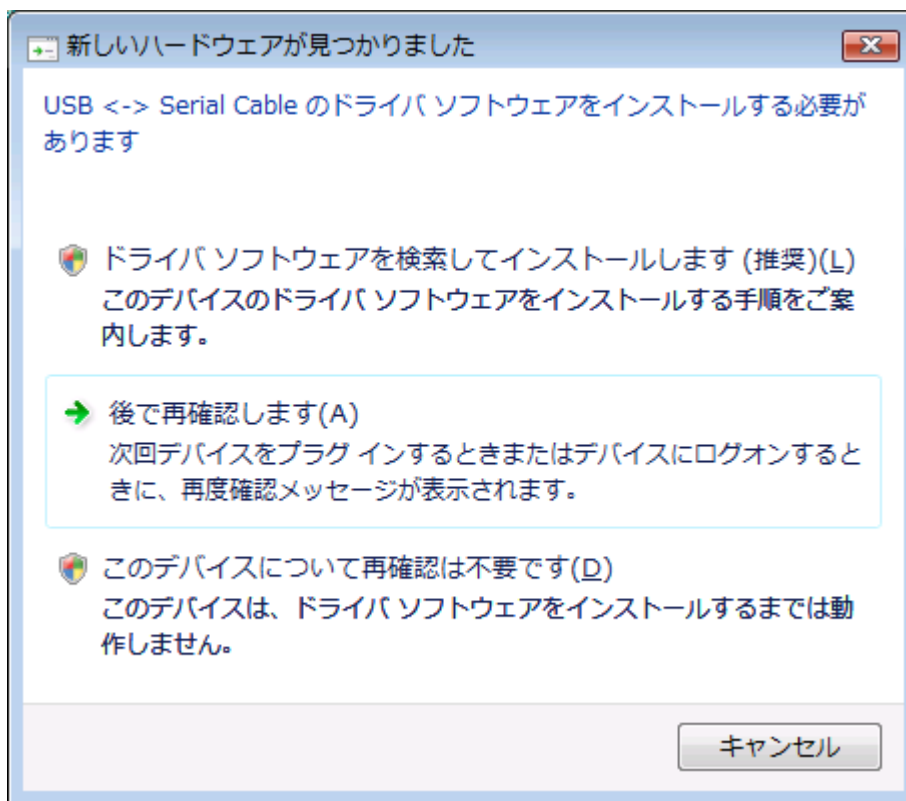 新しいハードウェアが見つかりました
USB <-> Serial Cable のドライバ ソフトウェアをインストールする必要が
あります
ドライバ ソフトウェアを検索してインストールします (推奨)(L)
このデバイスのドライバ ソフトウェアをインストールする手順をご案
内します。
後で再確認します(A)
次回デバイスをプラグ インするときまたはデバイスにログオンすると
きに、再度確認メッセージが表示されます。
このデバイスについて再確認は不要です(D)
このデバイスは、ドライバ ソフトウェアをインストールするまでは動
作しません。
キャンセル